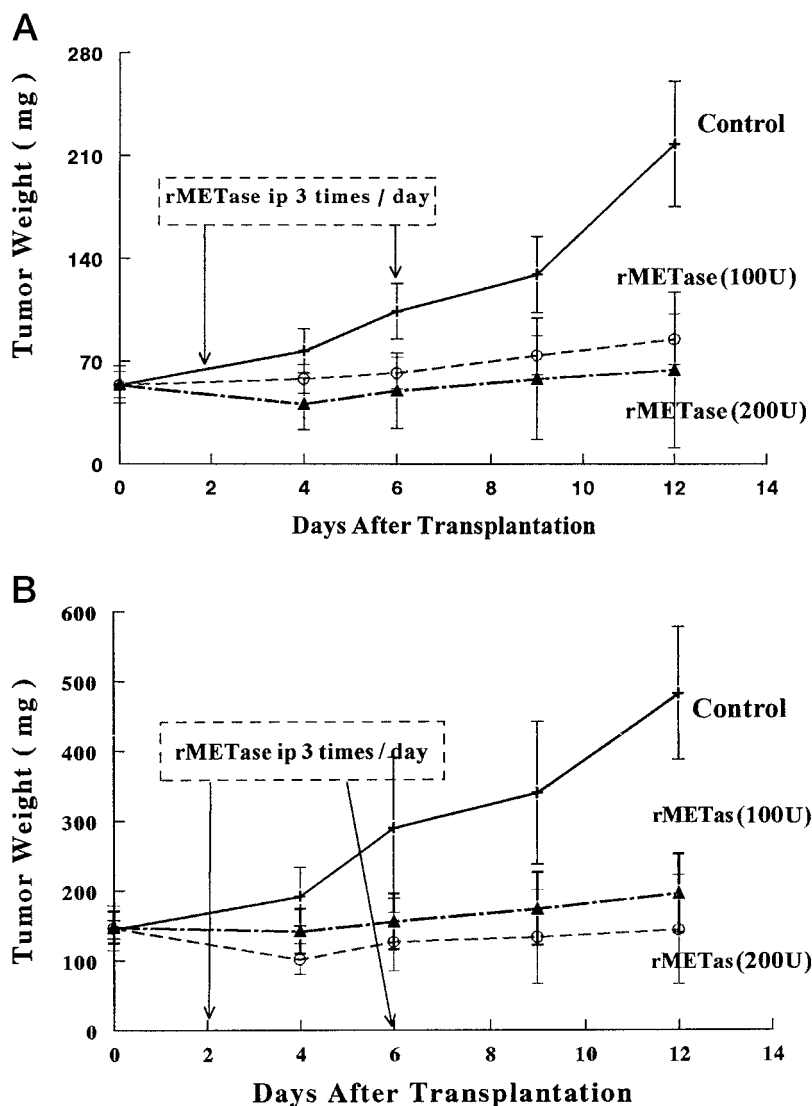 A
280
210
140
70
0
Tumor Weight ( mg )
rMETase ip 3 times / day
Control
rMETase (100U)
rMETase (200U)
0 2 4 6 8 10 12 14
Days After Transplantation
B
600
500
400
300
200
100
0
Tumor Weight ( mg )
rMETase ip 3 times / day
Control
rMETas (100U)
rMETas (200U)
0 2 4 6 8 10 12 14
Days After Transplantation